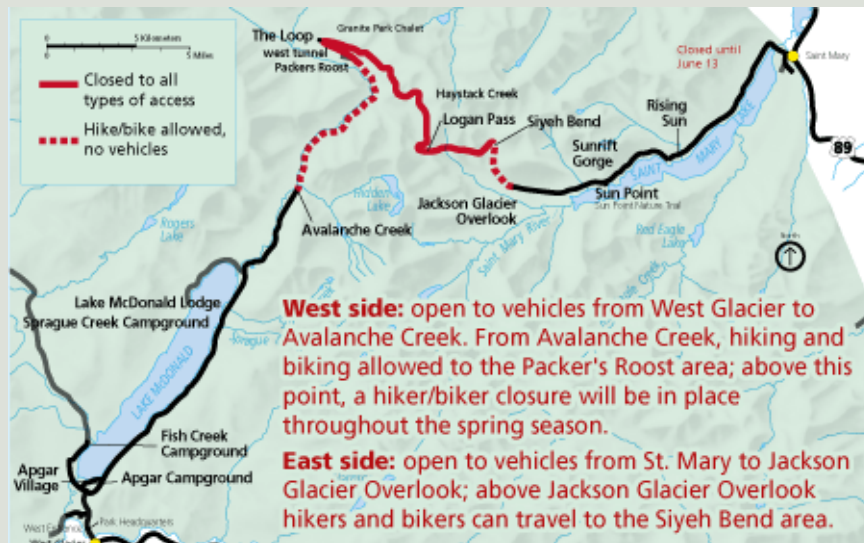 0 5 Kilometers
0 5 Miles
Closed to all
types of access
Hike/bike allowed,
no vehicles
The Loop
Granite Park Chalet
west tunnel
Packers Roost
Haystack Creek
Logan Pass
Siyeh Bend
Closed until
June 13
Saint Mary
Rising
Sun
Sunrift
Gorge
89
SAINT MARY LAKE
Sun Point
Sun Point Nature Trail
Jackson Glacier
Overlook
Hidden
Lake
Avalanche Creek
Saint Mary River
Red Eagle
Lake
Creek
North
Rogers
Lake
Lake McDonald Lodge
Sprague Creek Campground
Sprague
LAKE McDONALD
Fish Creek
Campground
Apgar
Village
Apgar Campground
West Entrance
Park Headquarters
West Glacier
West side: open to vehicles from West Glacier to
Avalanche Creek. From Avalanche Creek, hiking and
biking allowed to the Packer's Roost area; above this
point, a hiker/biker closure will be in place
throughout the spring season.
East side: open to vehicles from St. Mary to Jackson
Glacier Overlook; above Jackson Glacier Overlook
hikers and bikers can travel to the Siyeh Bend area.